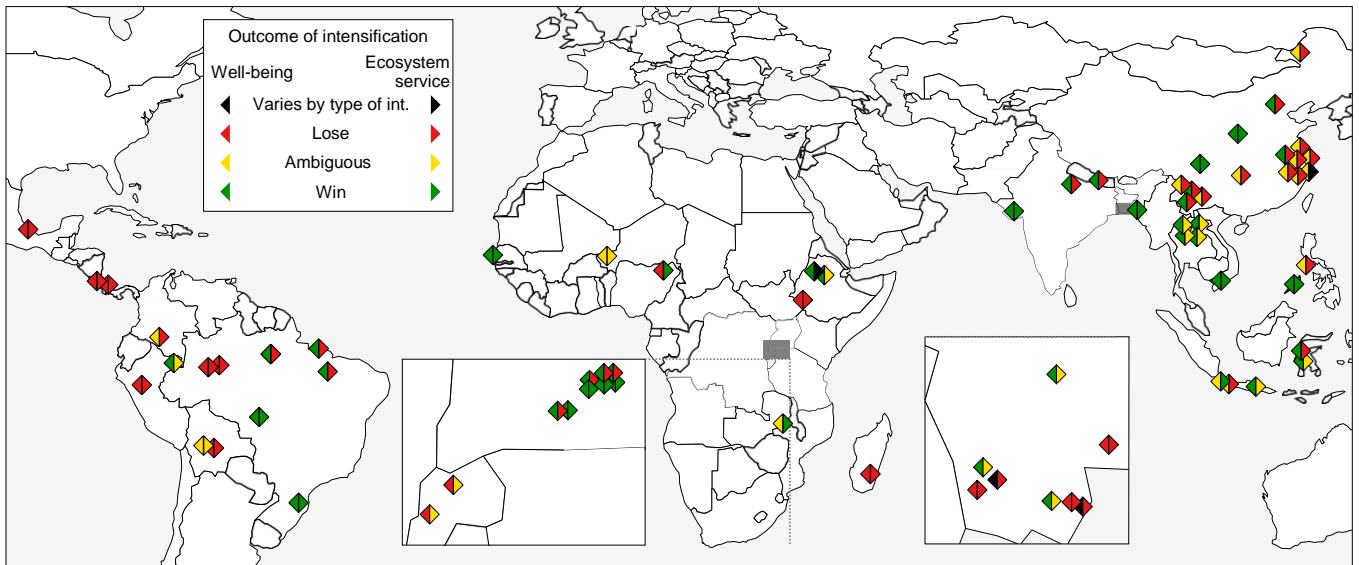 Outcome of intensification
Well-being
Ecosystem
service
Varies by type of int.
Lose
Ambiguous
Win